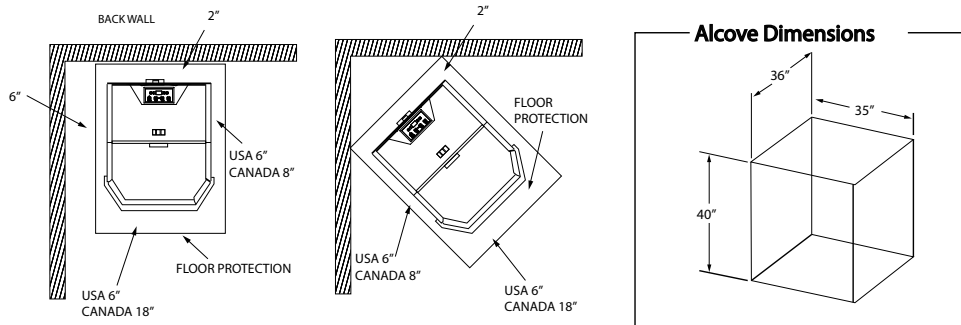 BACK WALL
2″
6″
USA 6″
CANADA 8″
FLOOR PROTECTION
USA 6″
CANADA 18″
2″
FLOOR
PROTECTION
USA 6″
CANADA 8″
USA 6″
CANADA 18″
Alcove Dimensions
36″
35″
40″